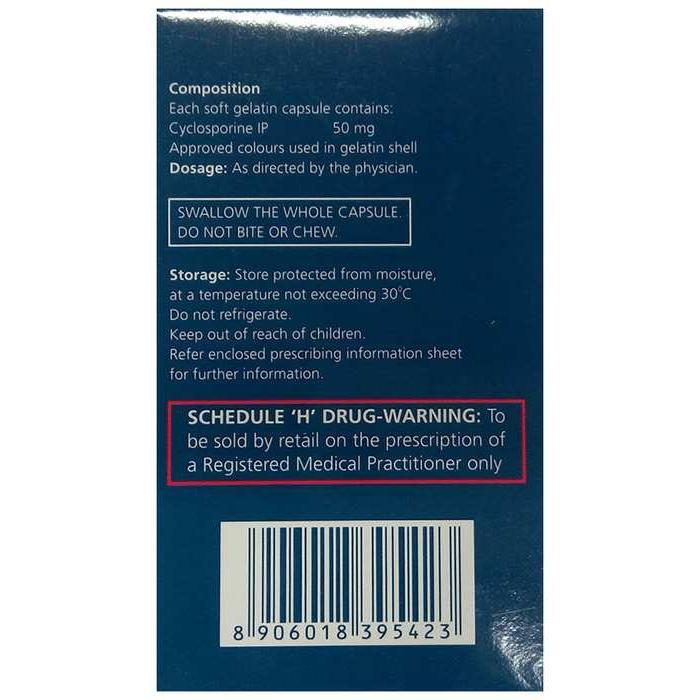 Composition
Each soft gelatin capsule contains:
Cyclosporine IP 50 mg
Approved colours used in gelatin shell
Dosage: As directed by the physician.
SWALLOW THE WHOLE CAPSULE.
DO NOT BITE OR CHEW.
Storage: Store protected from moisture,
at a temperature not exceeding 30°C
Do not refrigerate.
Keep out of reach of children.
Refer enclosed prescribing information sheet
for further information.
SCHEDULE 'H' DRUG-WARNING: To
be sold by retail on the prescription of
a Registered Medical Practitioner only
8 906018 395423